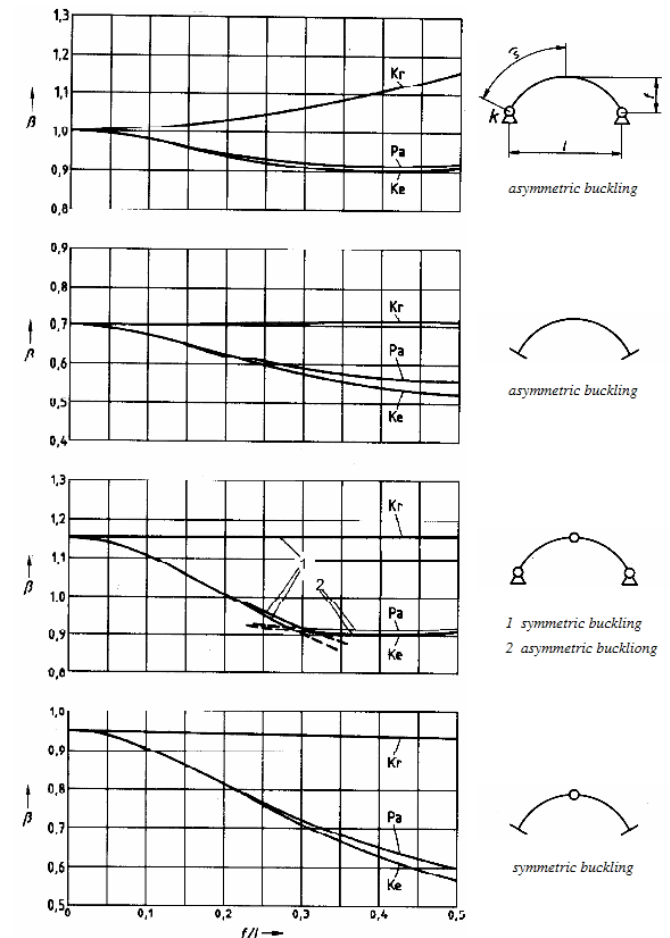 1,3
1,2
1,1
1,0
0,9
0,8
β
Kr
Pa
Ke
s
k
f
l
asymmetric buckling
0,9
0,8
0,7
0,6
0,5
0,4
β
Kr
Pa
Ke
asymmetric buckling
1,3
1,2
1,1
1,0
0,9
0,8
β
Kr
1
2
Pa
Ke
1 symmetric buckling
2 asymmetric buckliong
1,0
0,9
0,8
0,7
0,6
0,5
β
Kr
Pa
Ke
0 0,1 0,2 0,3 0,4 0,5
f/l
symmetric buckling